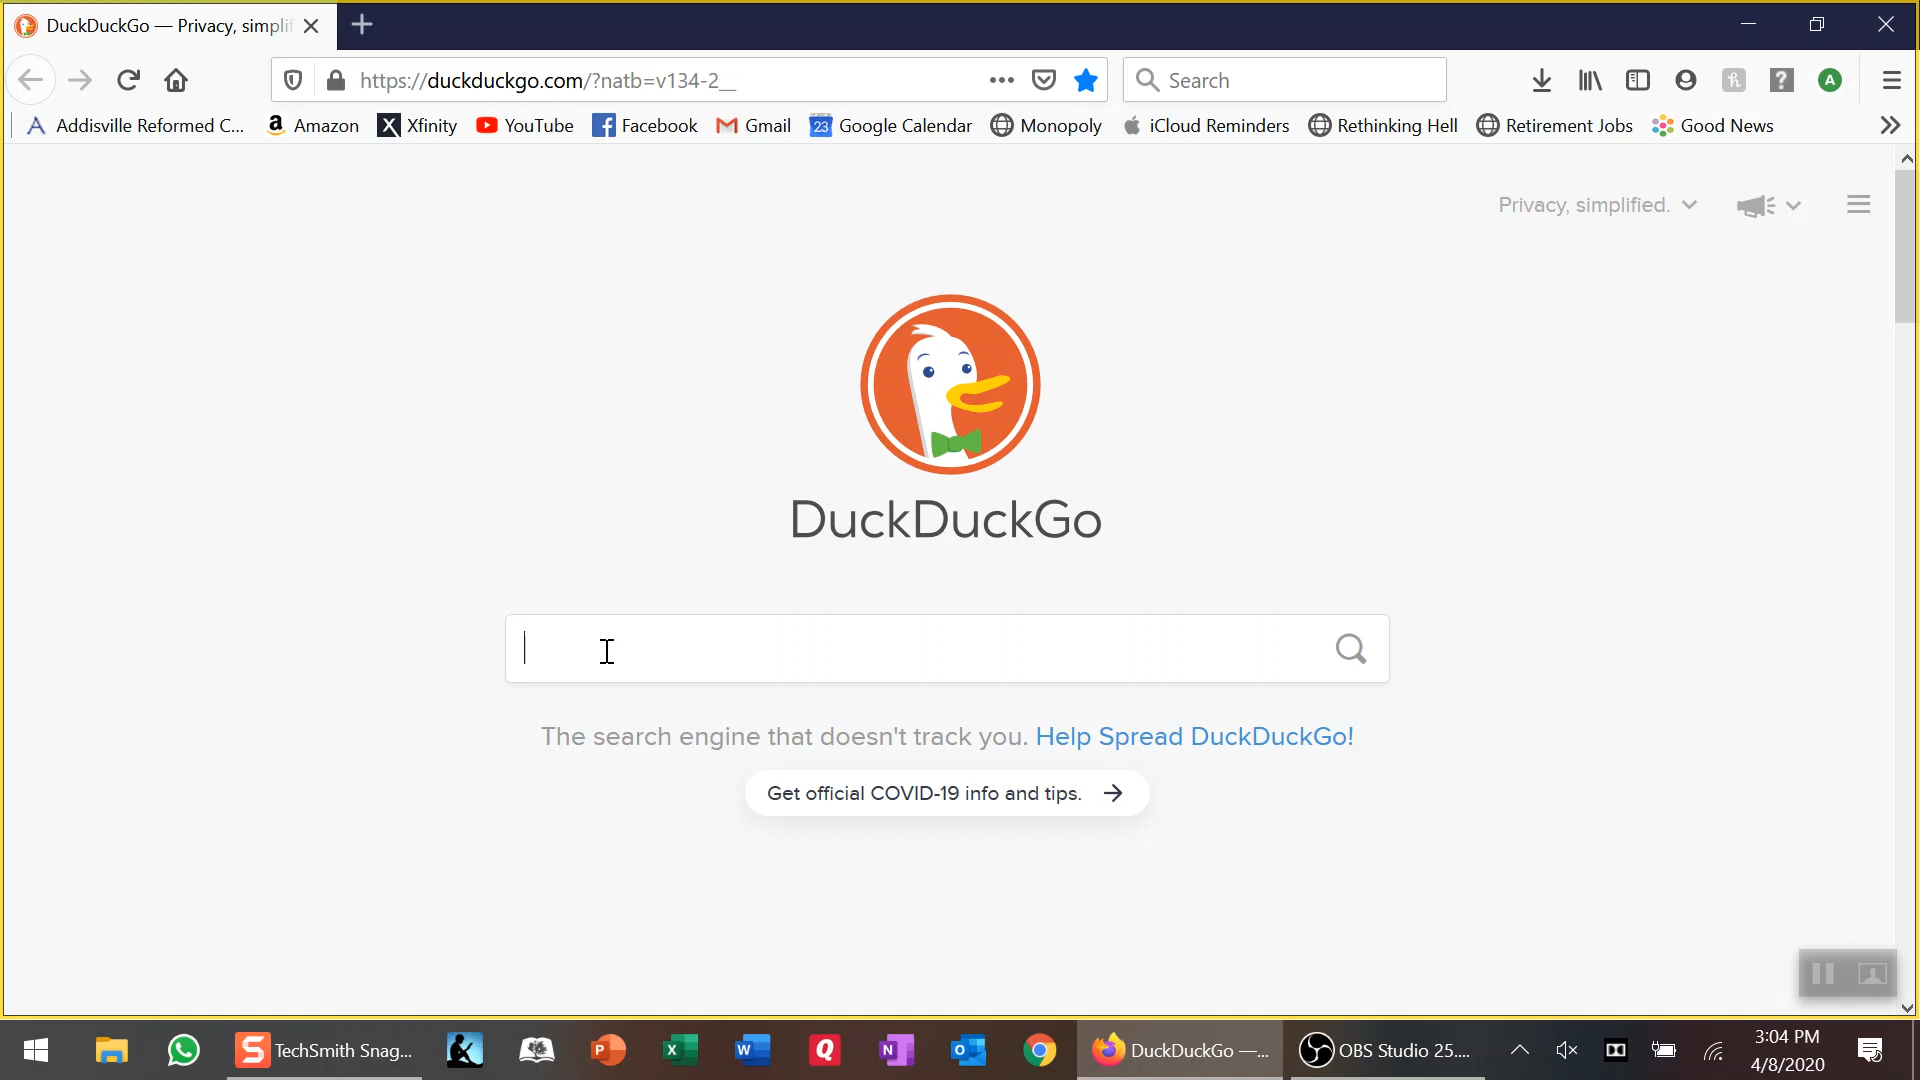 DuckDuckGo — Privacy, simplif
https://duckduckgo.com/?natb=v134-2__
Search
A
Addisville Reformed C...
a Amazon
X Xfinity
YouTube
f Facebook
M Gmail
23 Google Calendar
Monopoly
iCloud Reminders
Rethinking Hell
Retirement Jobs
Good News
Privacy, simplified.
DuckDuckGo
The search engine that doesn't track you. Help Spread DuckDuckGo!
Get official COVID-19 info and tips.
S TechSmith Snag...
P
X
W
Q
N
O
DuckDuckGo —...
OBS Studio 25....
3:04 PM
4/8/2020